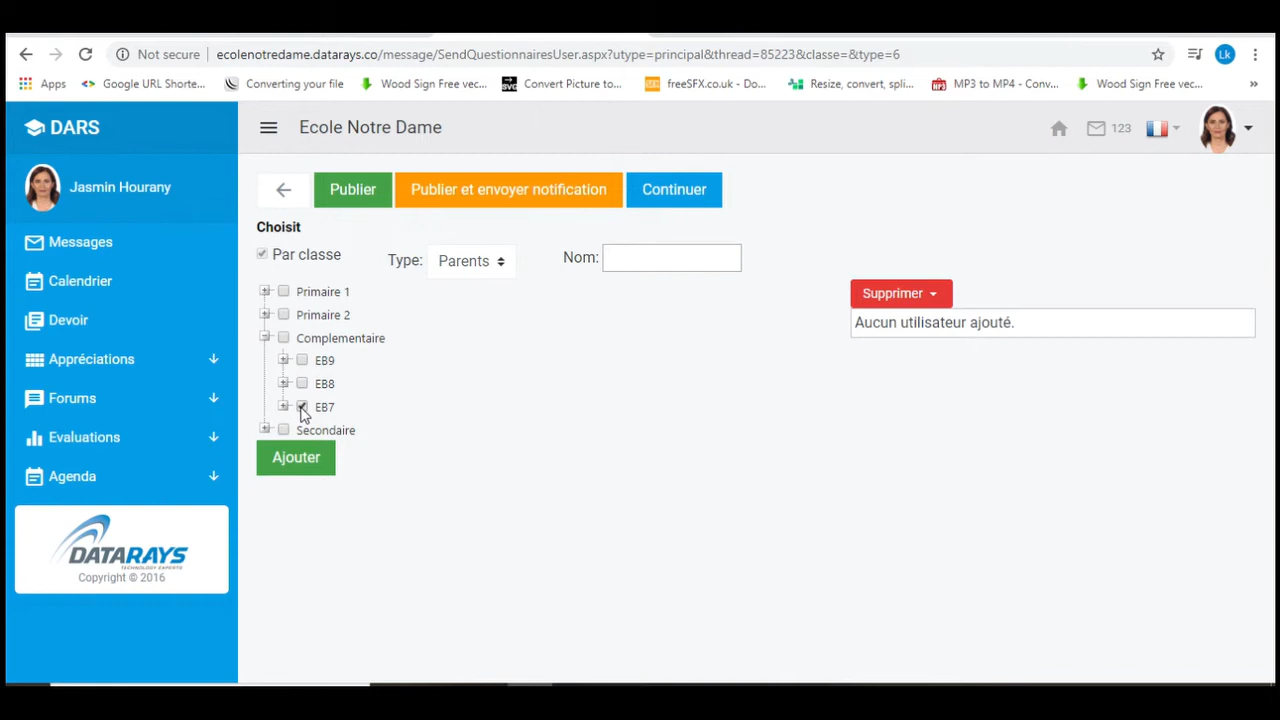 Not secure | ecolenotredame.datarays.co/message/SendQuestionnairesUser.aspx?utype=principal&thread=85223&classe=&type=6
Lk
Apps Google URL Shorte... Converting your file Wood Sign Free vec... Convert Picture to... freeSFX.co.uk - Do... Resize, convert, spli... MP3 to MP4 - Conv... Wood Sign Free vec... »
DARS
Ecole Notre Dame
123
Jasmin Hourany
Publier
Publier et envoyer notification
Continuer
Choisit
Par classe
Type: Parents
Nom:
Messages
Calendrier
Devoir
Appréciations
Forums
Evaluations
Agenda
Primaire 1
Primaire 2
Complementaire
EB9
EB8
EB7
Secondaire
Ajouter
Supprimer
Aucun utilisateur ajouté.
DATARAYS
TECHNOLOGY EXPERTS
Copyright © 2016